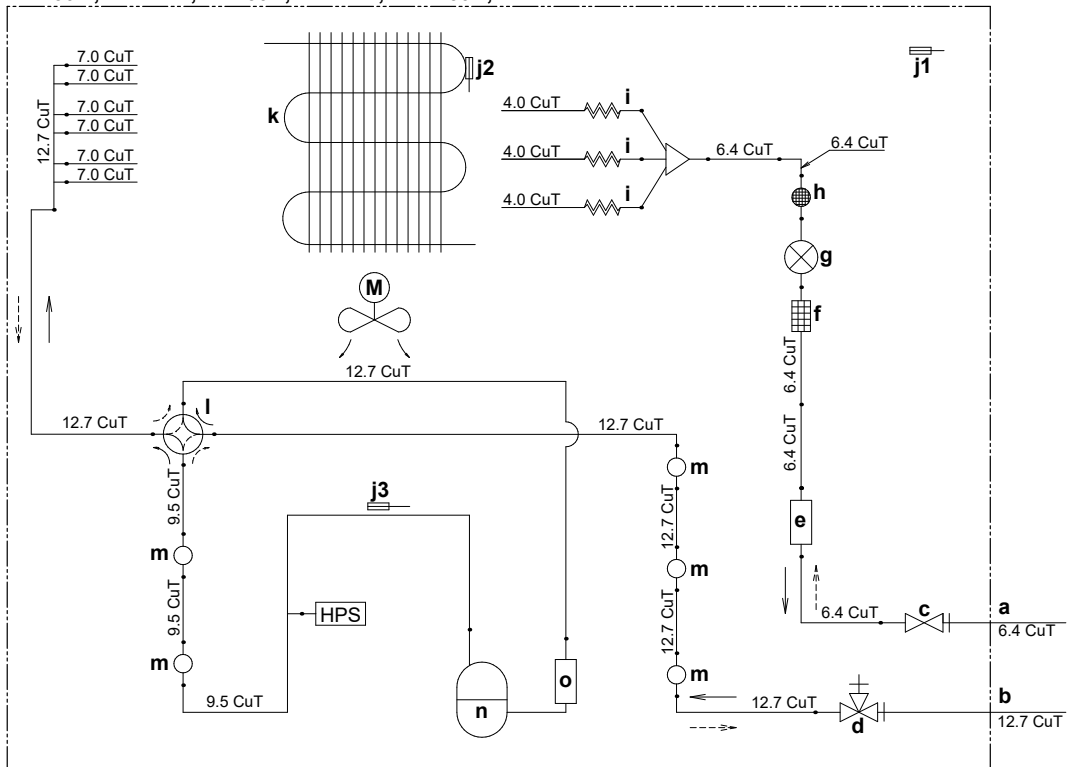 7.0 CuT
7.0 CuT
7.0 CuT
7.0 CuT
7.0 CuT
7.0 CuT
12.7 CuT
k
j2
j1
4.0 CuT
i
4.0 CuT
i
4.0 CuT
i
6.4 CuT
6.4 CuT
h
g
f
M
6.4 CuT
12.7 CuT
l
12.7 CuT
12.7 CuT
6.4 CuT
9.5 CuT
j3
m
12.7 CuT
e
m
m
9.5 CuT
HPS
12.7 CuT
6.4 CuT
c
a
6.4 CuT
m
m
o
n
9.5 CuT
12.7 CuT
d
b
12.7 CuT